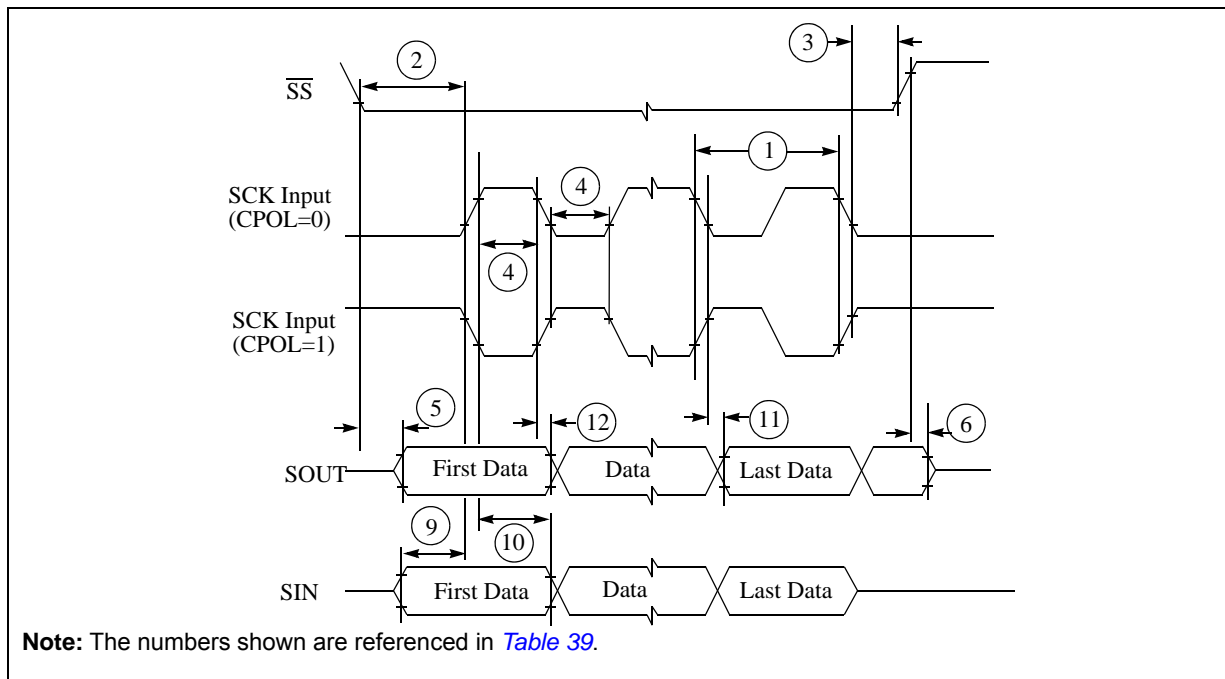 3
2
SS
1
4
SCK Input
(CPOL=0)
4
SCK Input
(CPOL=1)
5
12
11
6
SOUT
First Data
Data
Last Data
9
10
SIN
First Data
Data
Last Data
Note: The numbers shown are referenced in Table 39.